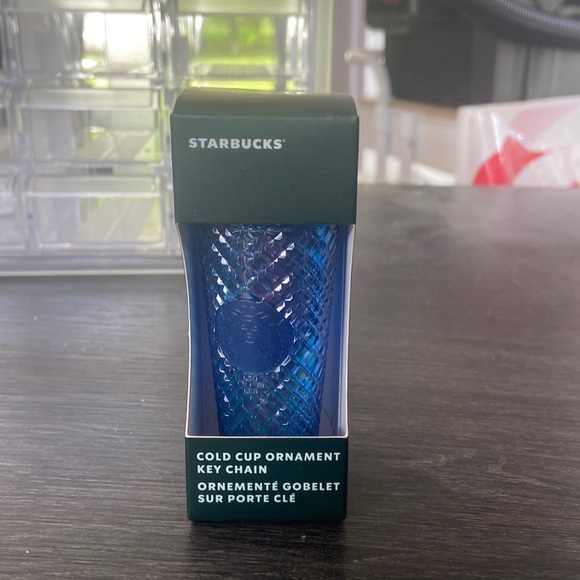 STARBUCKS®
COLD CUP ORNAMENT
KEY CHAIN
ORNEMENTÉ GOBELET
SUR PORTE CLÉ